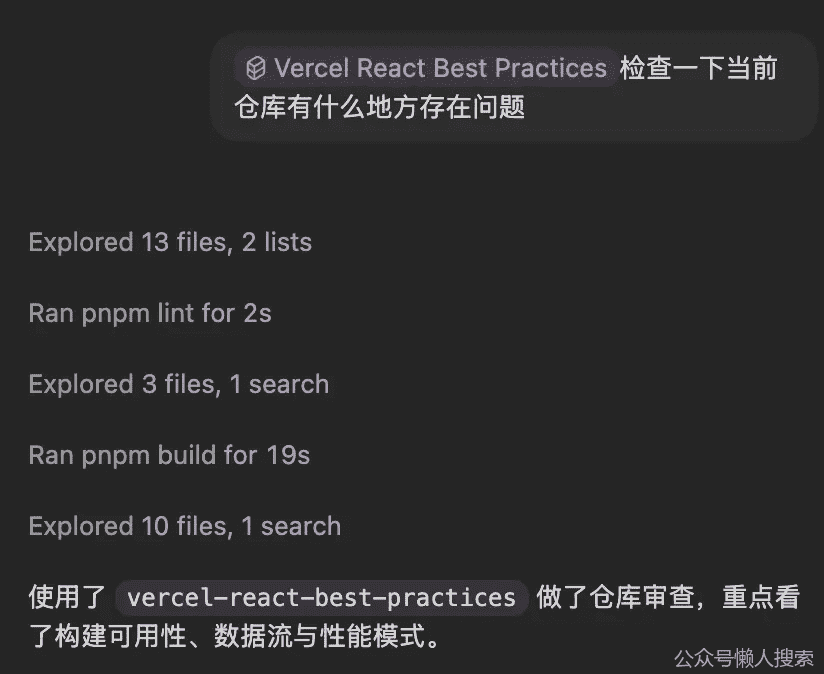 Vercel React Best Practices 检查一下当前
仓库有什么地方存在问题
Explored 13 files, 2 lists
Ran pnpm lint for 2s
Explored 3 files, 1 search
Ran pnpm build for 19s
Explored 10 files, 1 search
使用了 vercel-react-best-practices 做了仓库审查，重点看
了构建可用性、数据流与性能模式。
公众号懒人搜索